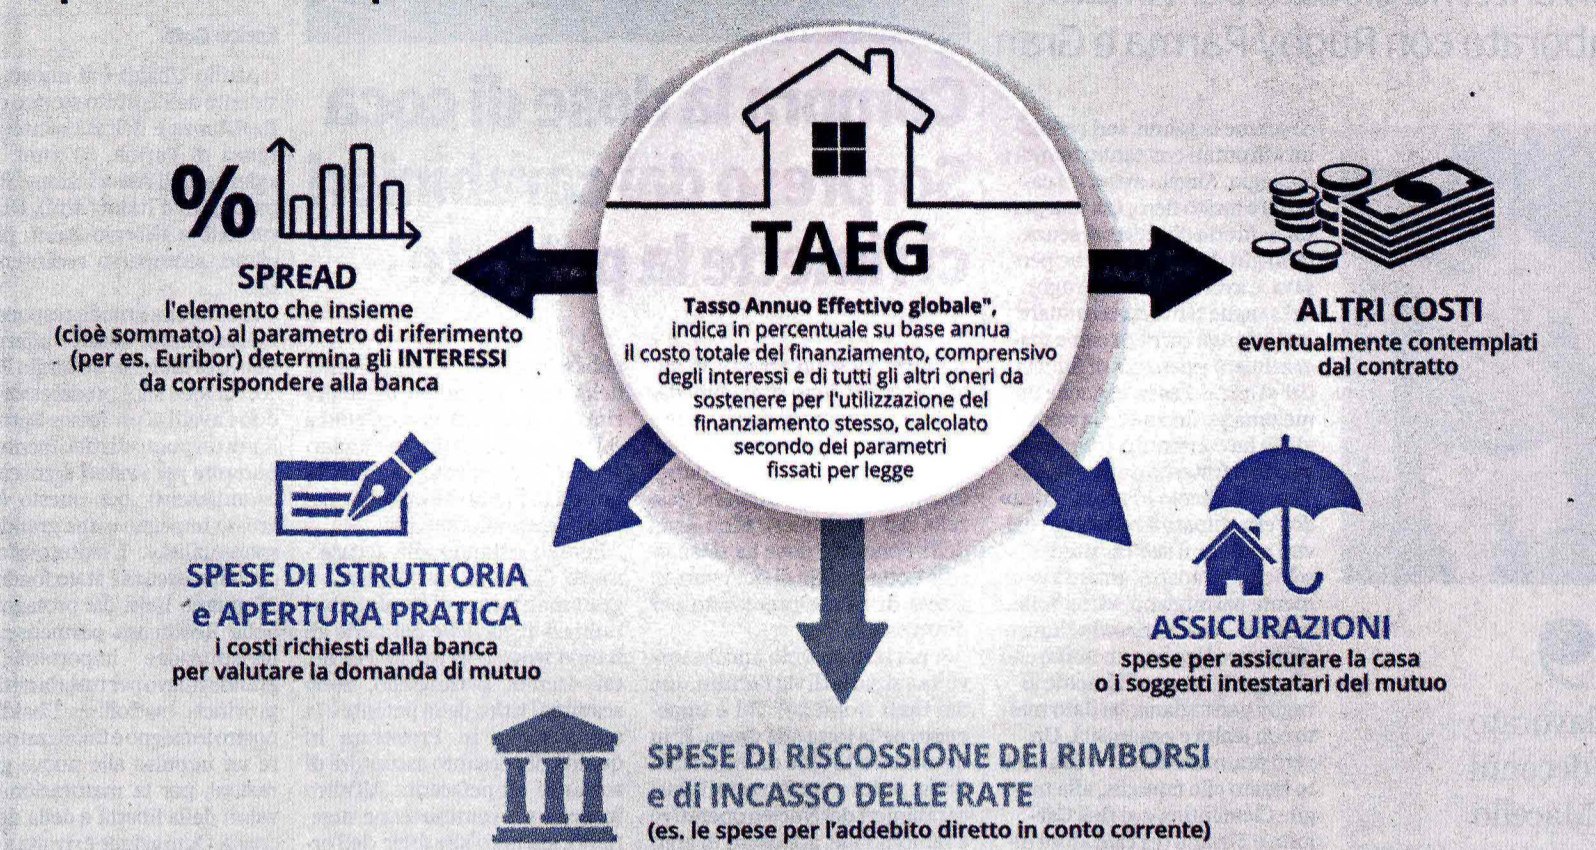 TAEG
Tasso Annuo Effettivo globale",
indica in percentuale su base annua
il costo totale del finanziamento, comprensivo
degli interessi e di tutti gli altri oneri da
sostenere per l'utilizzazione del
finanziamento stesso, calcolato
secondo dei parametri
fissati per legge
%
SPREAD
l'elemento che insieme
(cioè sommato) al parametro di riferimento
(per es. Euribor) determina gli INTERESSI
da corrispondere alla banca
ALTRI COSTI
eventualmente contemplati
dal contratto
SPESE DI ISTRUTTORIA
e APERTURA PRATICA
i costi richiesti dalla banca
per valutare la domanda di mutuo
ASSICURAZIONI
spese per assicurare la casa
o i soggetti intestatari del mutuo
SPESE DI RISCOSSIONE DEI RIMBORSI
e di INCASSO DELLE RATE
(es. le spese per l'addebito diretto in conto corrente)